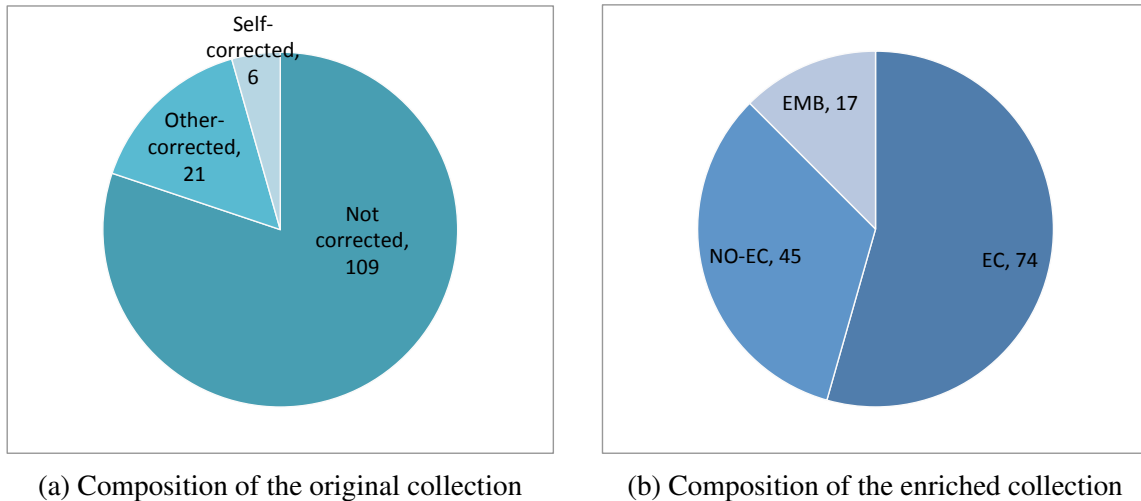 Self-
corrected,
6
Other-
corrected,
21
Not
corrected,
109
EMB, 17
NO-EC, 45
EC, 74
(a) Composition of the original collection
(b) Composition of the enriched collection